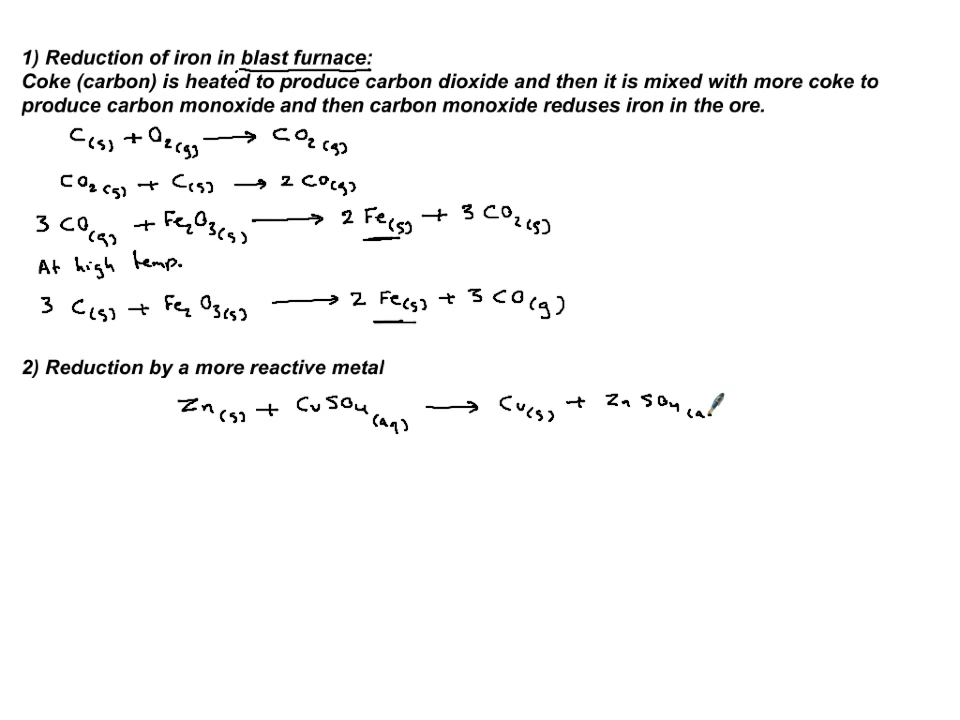 1) Reduction of iron in blast furnace:
Coke (carbon) is heated to produce carbon dioxide and then it is mixed with more coke to
produce carbon monoxide and then carbon monoxide reduses iron in the ore.
C(s) + O2(g) → CO2(g)
CO2(g) + C(s) → 2 CO(g)
3 CO(g) + Fe2O3(s) → 2 Fe(s) + 3 CO2(g)
At high temp.
3 C(s) + Fe2O3(s) → 2 Fe(s) + 3 CO(g)
2) Reduction by a more reactive metal
Zn(s) + CuSO4(aq) → Cu(s) + ZnSO4(a